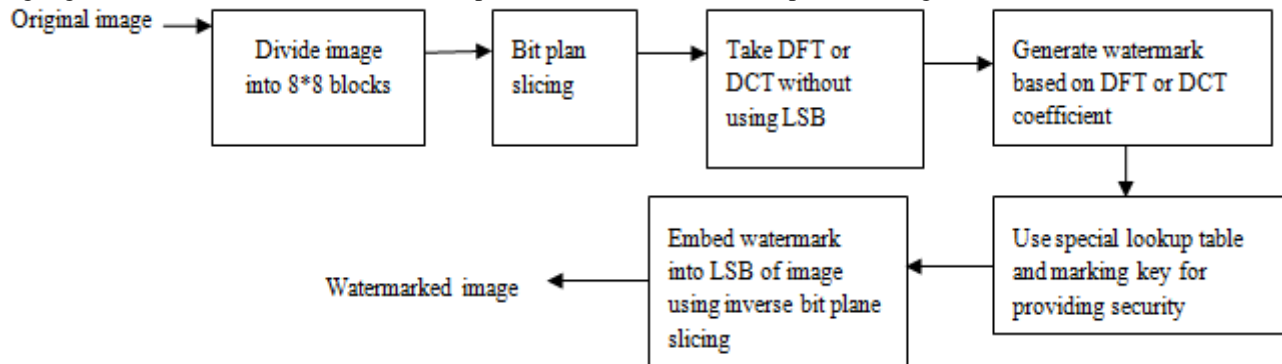 Original image
Divide image
into 8*8 blocks
Bit plan
slicing
Take DFT or
DCT without
using LSB
Generate watermark
based on DFT or DCT
coefficient
Use special lookup table
and marking key for
providing security
Embed watermark
into LSB of image
using inverse bit plane
slicing
Watermarked image